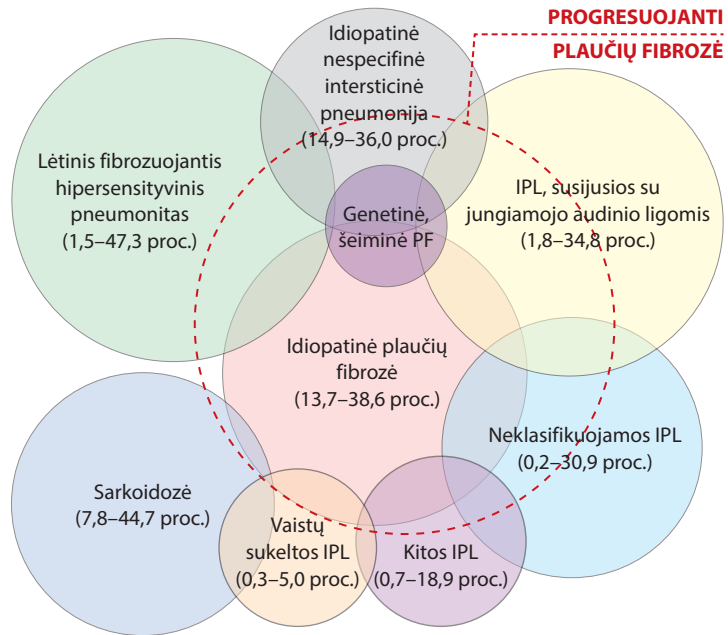 PROGRESUOJANTI
PLAUČIŲ FIBROZĖ
Idiopatinė
nespecifinė
intersticinė
pneumonija
(14,9–36,0 proc.)
Lėtinis fibrozuojantis
hipersensityvinis
pneumonitas
(1,5–47,3 proc.)
IPL, susijusios su
jungiamojo audinio ligomis
(1,8–34,8 proc.)
Genetinė,
šeiminė PF
Idiopatinė plaučių
fibrozė
(13,7–38,6 proc.)
Neklasifikuojamos IPL
(0,2–30,9 proc.)
Sarkoidozė
(7,8–44,7 proc.)
Vaistų
sukeltos IPL
(0,3–5,0 proc.)
Kitos IPL
(0,7–18,9 proc.)